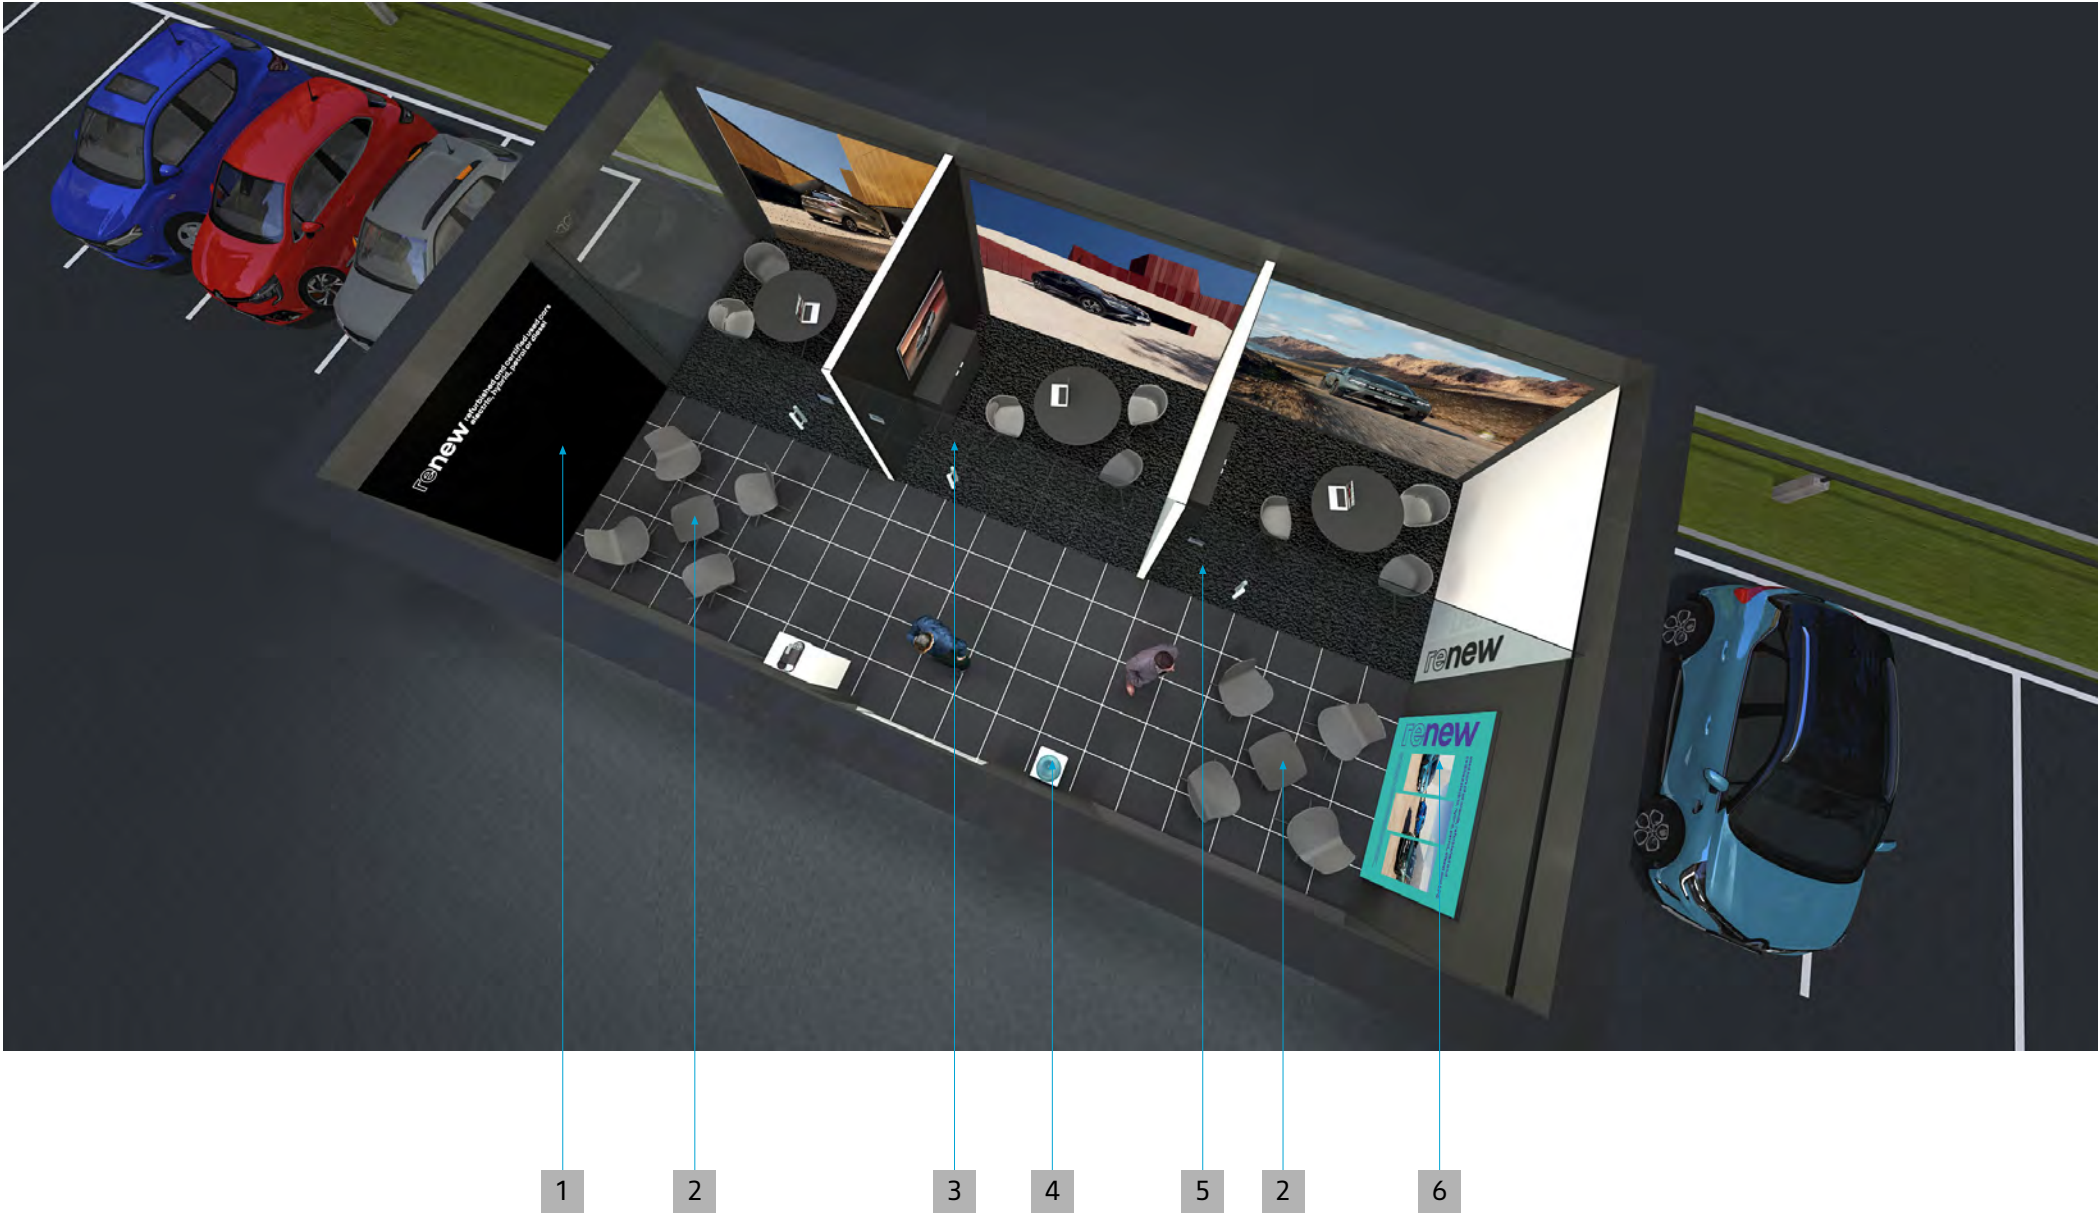 renew
refurbished and certified used cars
electric, hybrid, petrol or diesel
renew
renew
1
2
3
4
5
2
6